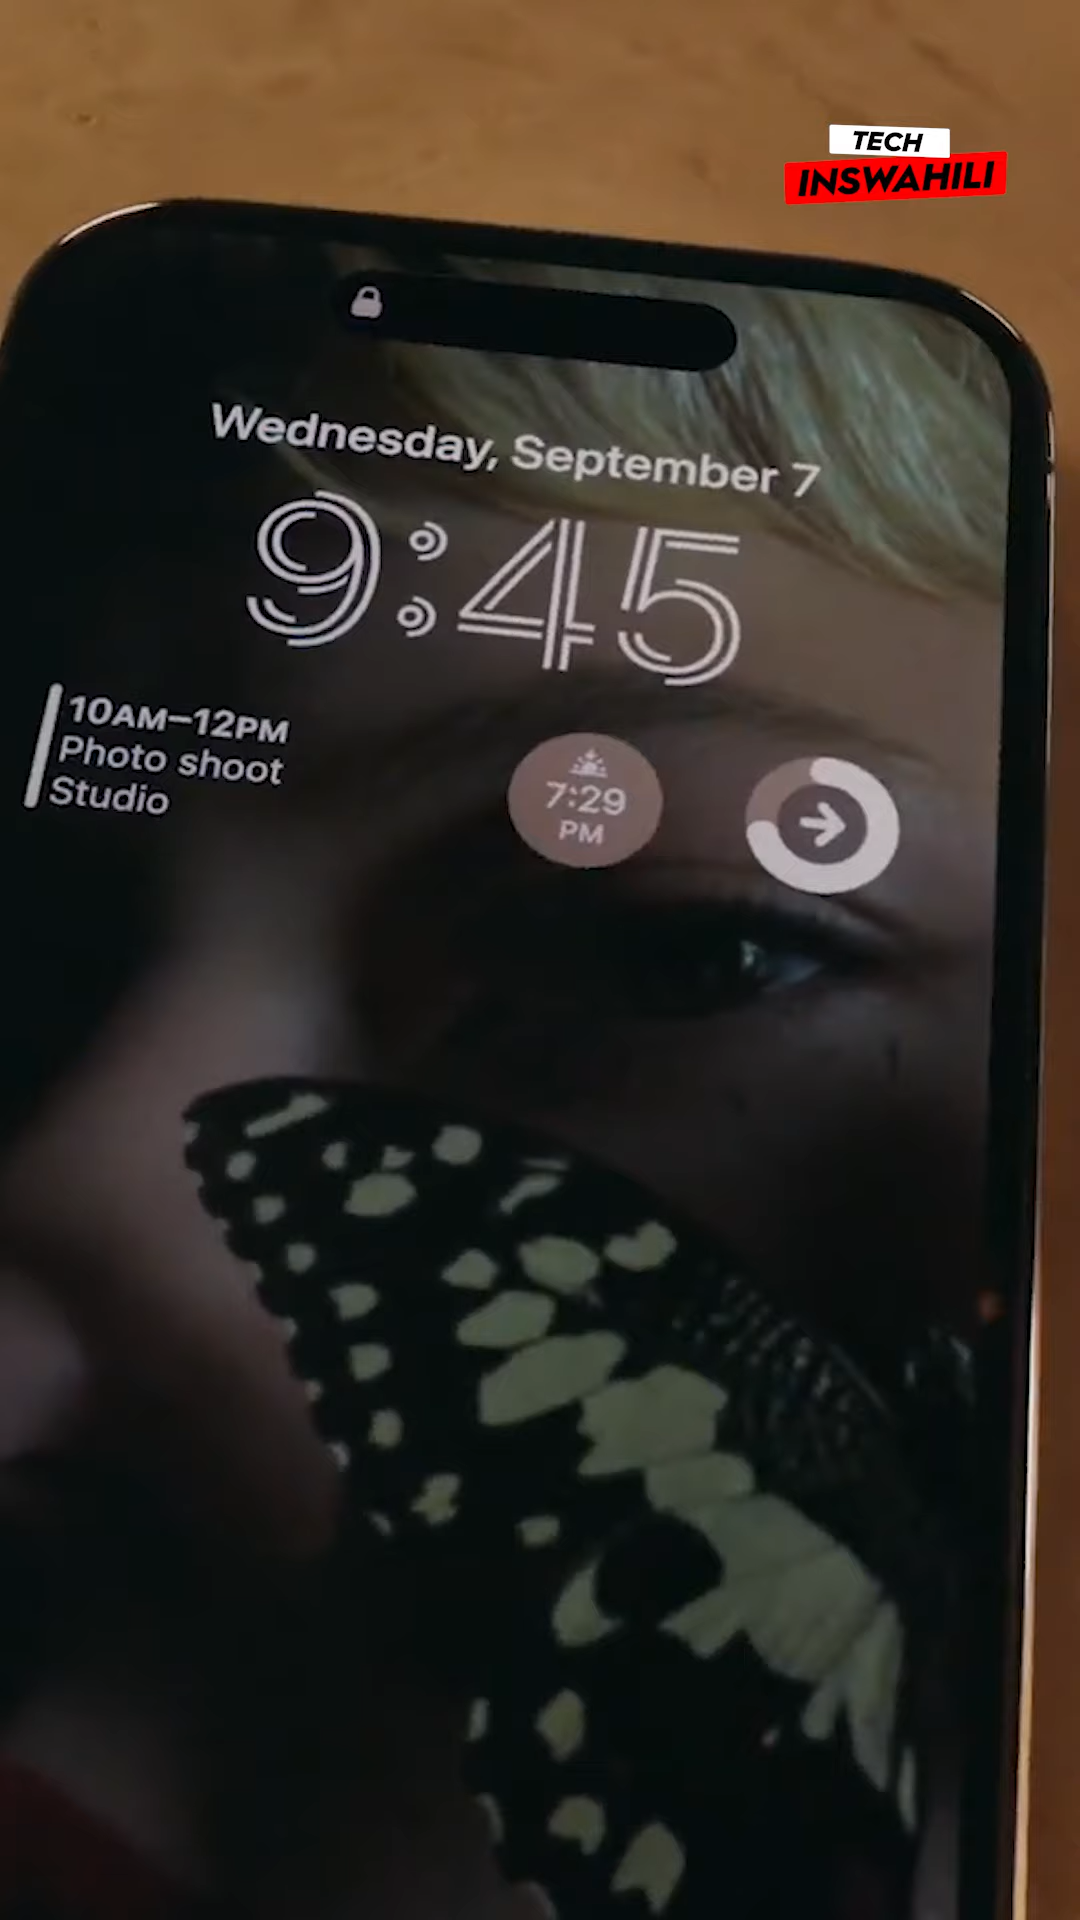 TECH
INSWAHILI
Wednesday, September 7
9:45
10AM–12PM
Photo shoot
Studio
7:29
PM